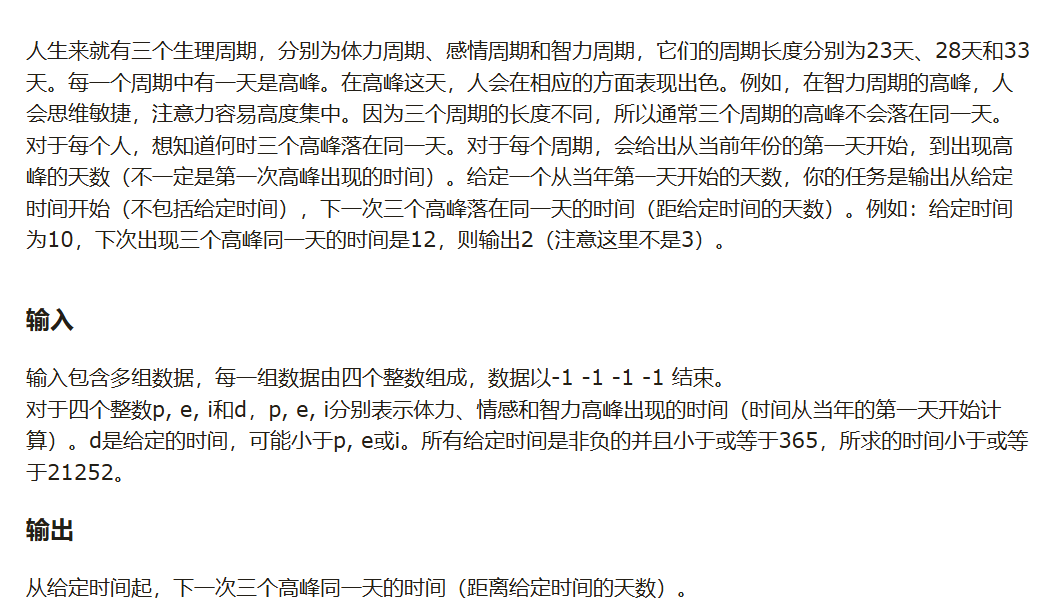 人生来就有三个生理周期，分别为体力周期、感情周期和智力周期，它们的周期长度分别为23天、28天和33
天。每一个周期中有一天是高峰。在高峰这天，人会在相应的方面表现出色。例如，在智力周期的高峰，人
会思维敏捷，注意力容易高度集中。因为三个周期的长度不同，所以通常三个周期的高峰不会落在同一天。
对于每个人，想知道何时三个高峰落在同一天。对于每个周期，会给出从当前年份的第一天开始，到出现高
峰的天数（不一定是第一次高峰出现的时间）。给定一个从当年第一天开始的天数，你的任务是输出从给定
时间开始（不包括给定时间），下一次三个高峰落在同一天的时间（距给定时间的天数）。例如：给定时间
为10，下次出现三个高峰同一天的时间是12，则输出2（注意这里不是3）。
输入
输入包含多组数据，每一组数据由四个整数组成，数据以-1 -1 -1 -1 结束。
对于四个整数p, e, i和d，p, e, i分别表示体力、情感和智力高峰出现的时间（时间从当年的第一天开始计
算）。d是给定的时间，可能小于p, e或i。所有给定时间是非负的并且小于或等于365，所求的时间小于或等
于21252。
输出
从给定时间起，下一次三个高峰同一天的时间（距离给定时间的天数）。